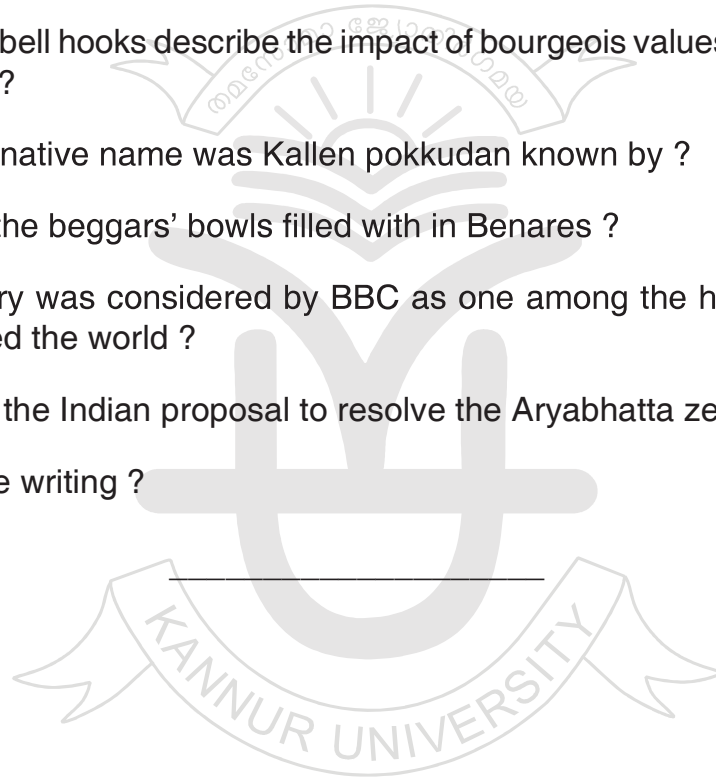 bell hooks describe the impact of bourgeois values
?
native name was Kallen pokkudan known by ?
the beggars' bowls filled with in Benares ?
ry was considered by BBC as one among the h
ed the world ?
the Indian proposal to resolve the Aryabhatta ze
e writing ?
KANNUR UNIVERSITY